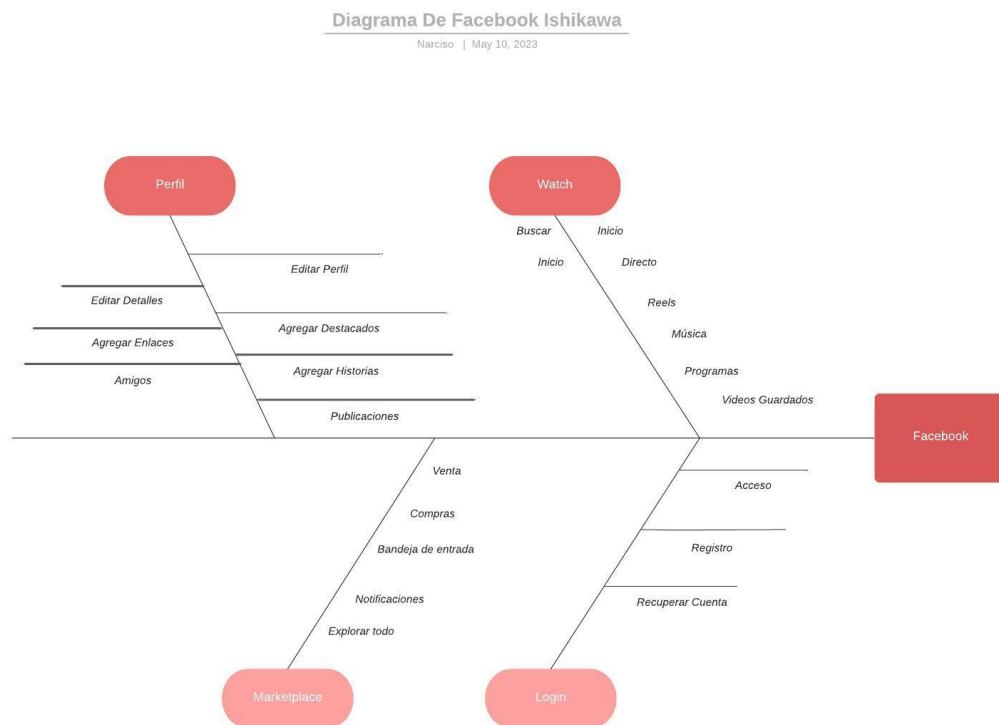 Diagrama De Facebook Ishikawa
Narciso | May 10, 2023
Perfil
Watch
Buscar
Inicio
Inicio
Directo
Editar Perfil
Editar Detalles
Reels
Agregar Destacados
Música
Agregar Enlaces
Agregar Historias
Programas
Amigos
Videos Guardados
Publicaciones
Facebook
Venta
Acceso
Compras
Bandeja de entrada
Registro
Notificaciones
Recuperar Cuenta
Explorar todo
Marketplace
Login